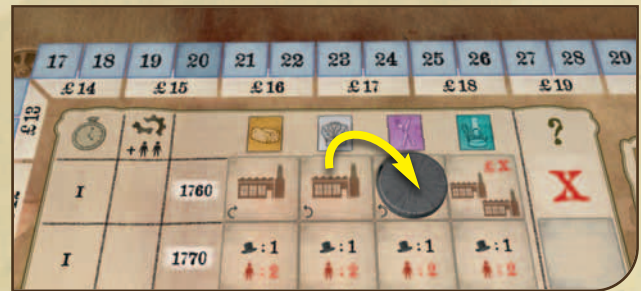 17 18 19 20 21 22 23 24 25 26 27 28 29
£13 £14 £15 £16 £17 £18 £19
+ ?
I 1760 £X X
I 1770 :1 :2 :1 :2 :1 :2 :1 :2